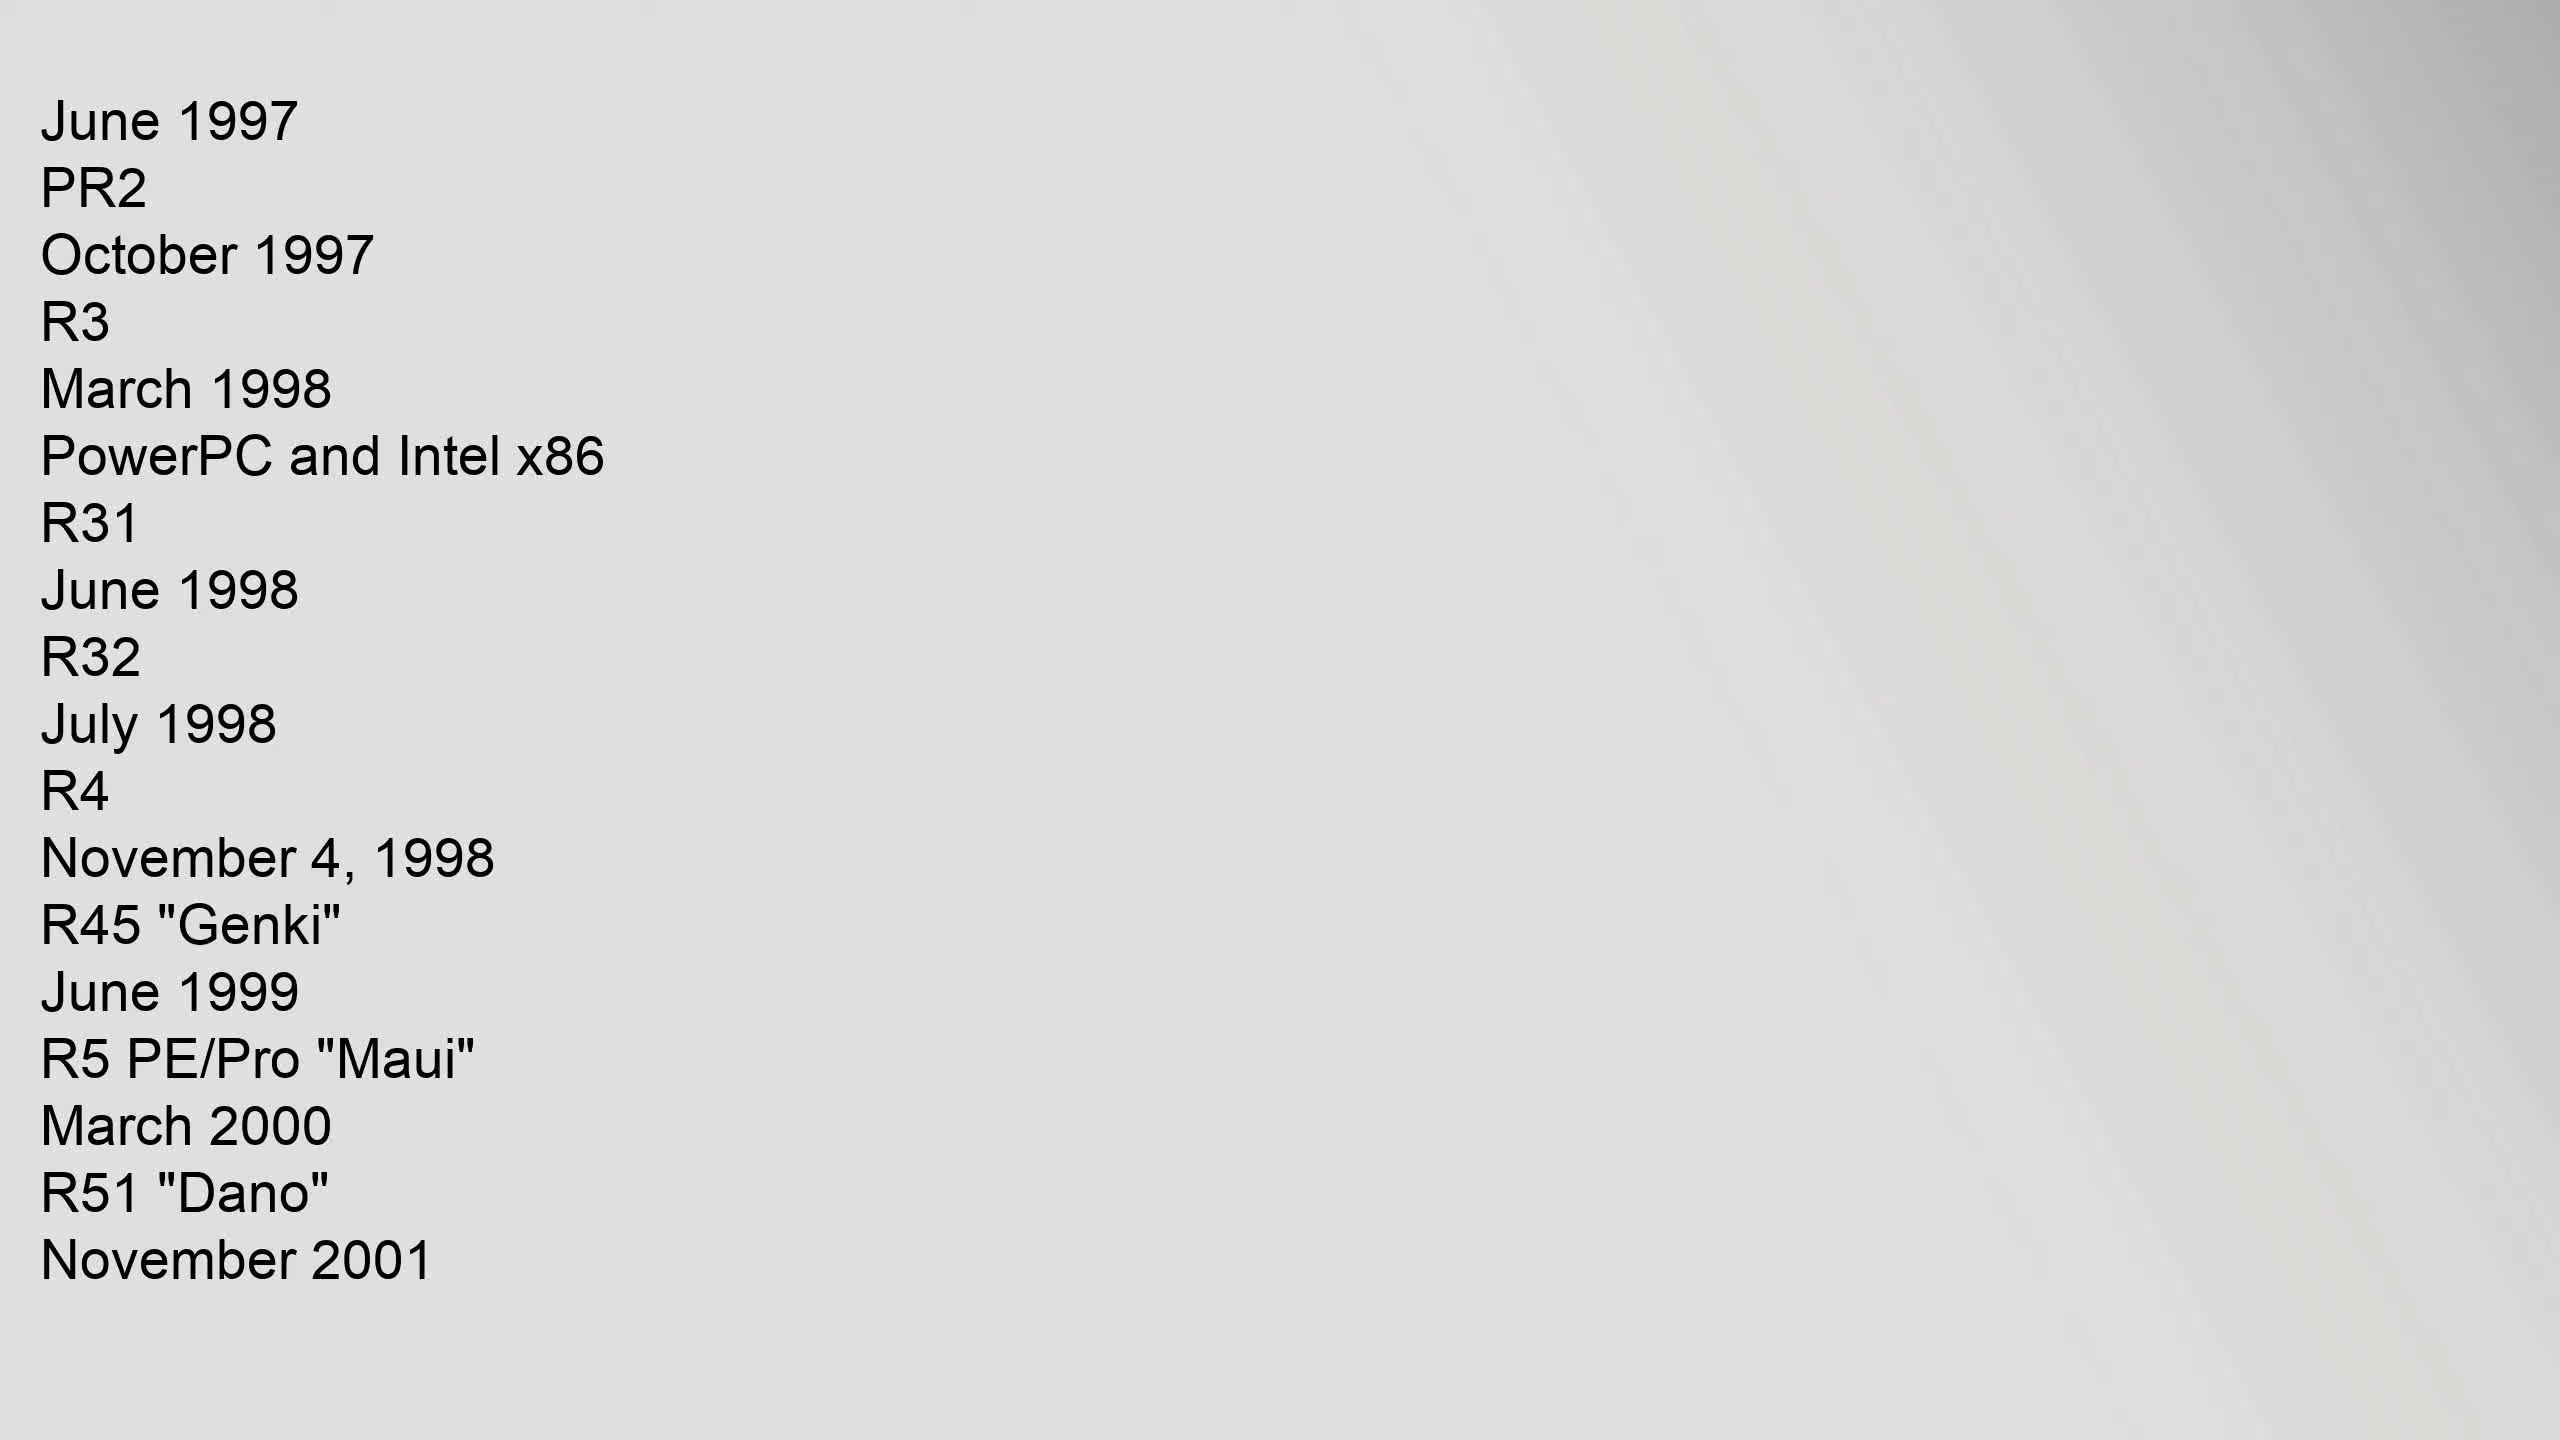 June 1997
PR2
October 1997
R3
March 1998
PowerPC and Intel x86
R31
June 1998
R32
July 1998
R4
November 4, 1998
R45 "Genki"
June 1999
R5 PE/Pro "Maui"
March 2000
R51 "Dano"
November 2001